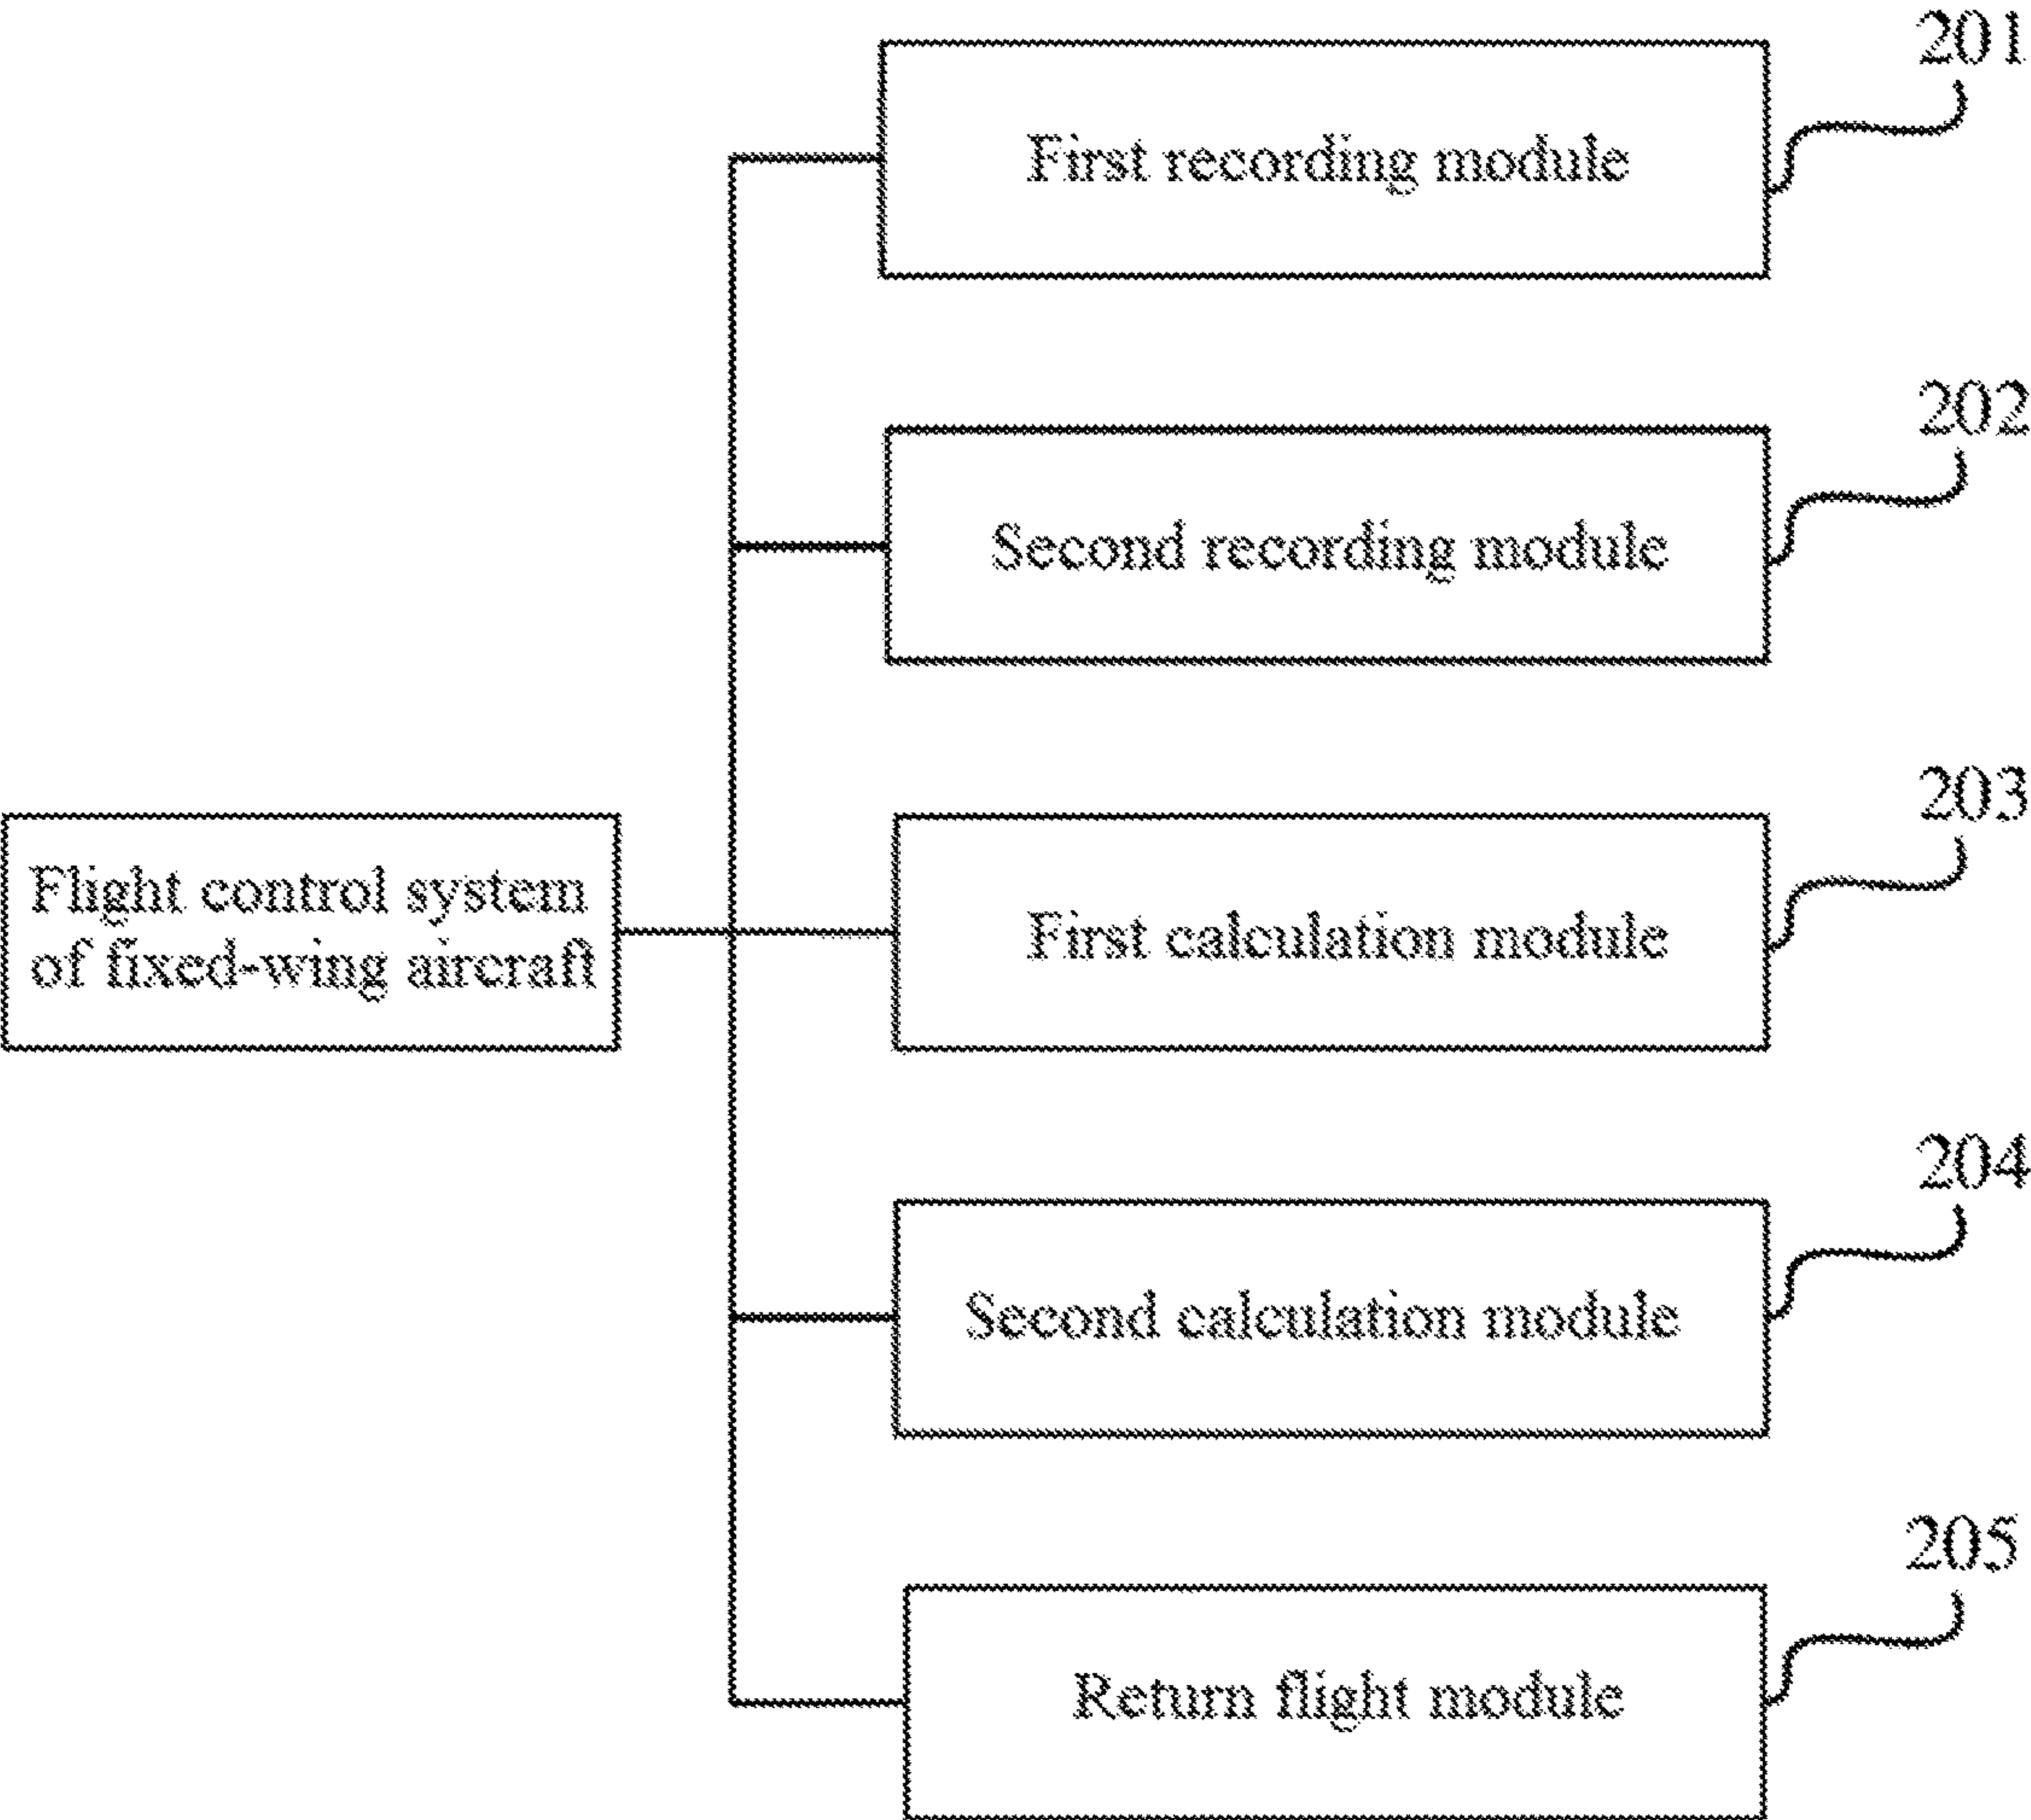 201
First recording module
202
Second recording module
203
Flight control system
of fixed-wing aircraft
First calculation module
204
Second calculation module
205
Return flight module